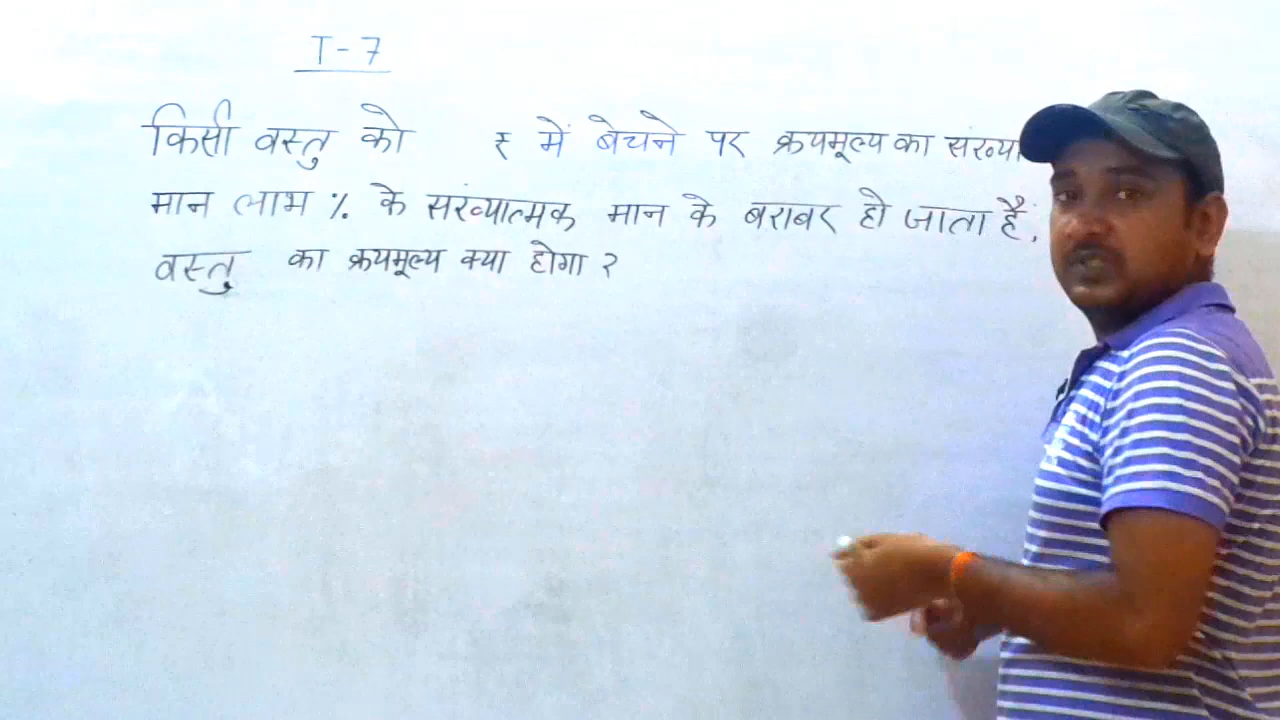 T-7
किसी वस्तु को ₹ में बेचने पर क्रयमूल्य का संख्या
मान लाभ % के संख्यात्मक मान के बराबर हो जाता है,
वस्तु का क्रयमूल्य क्या होगा ?